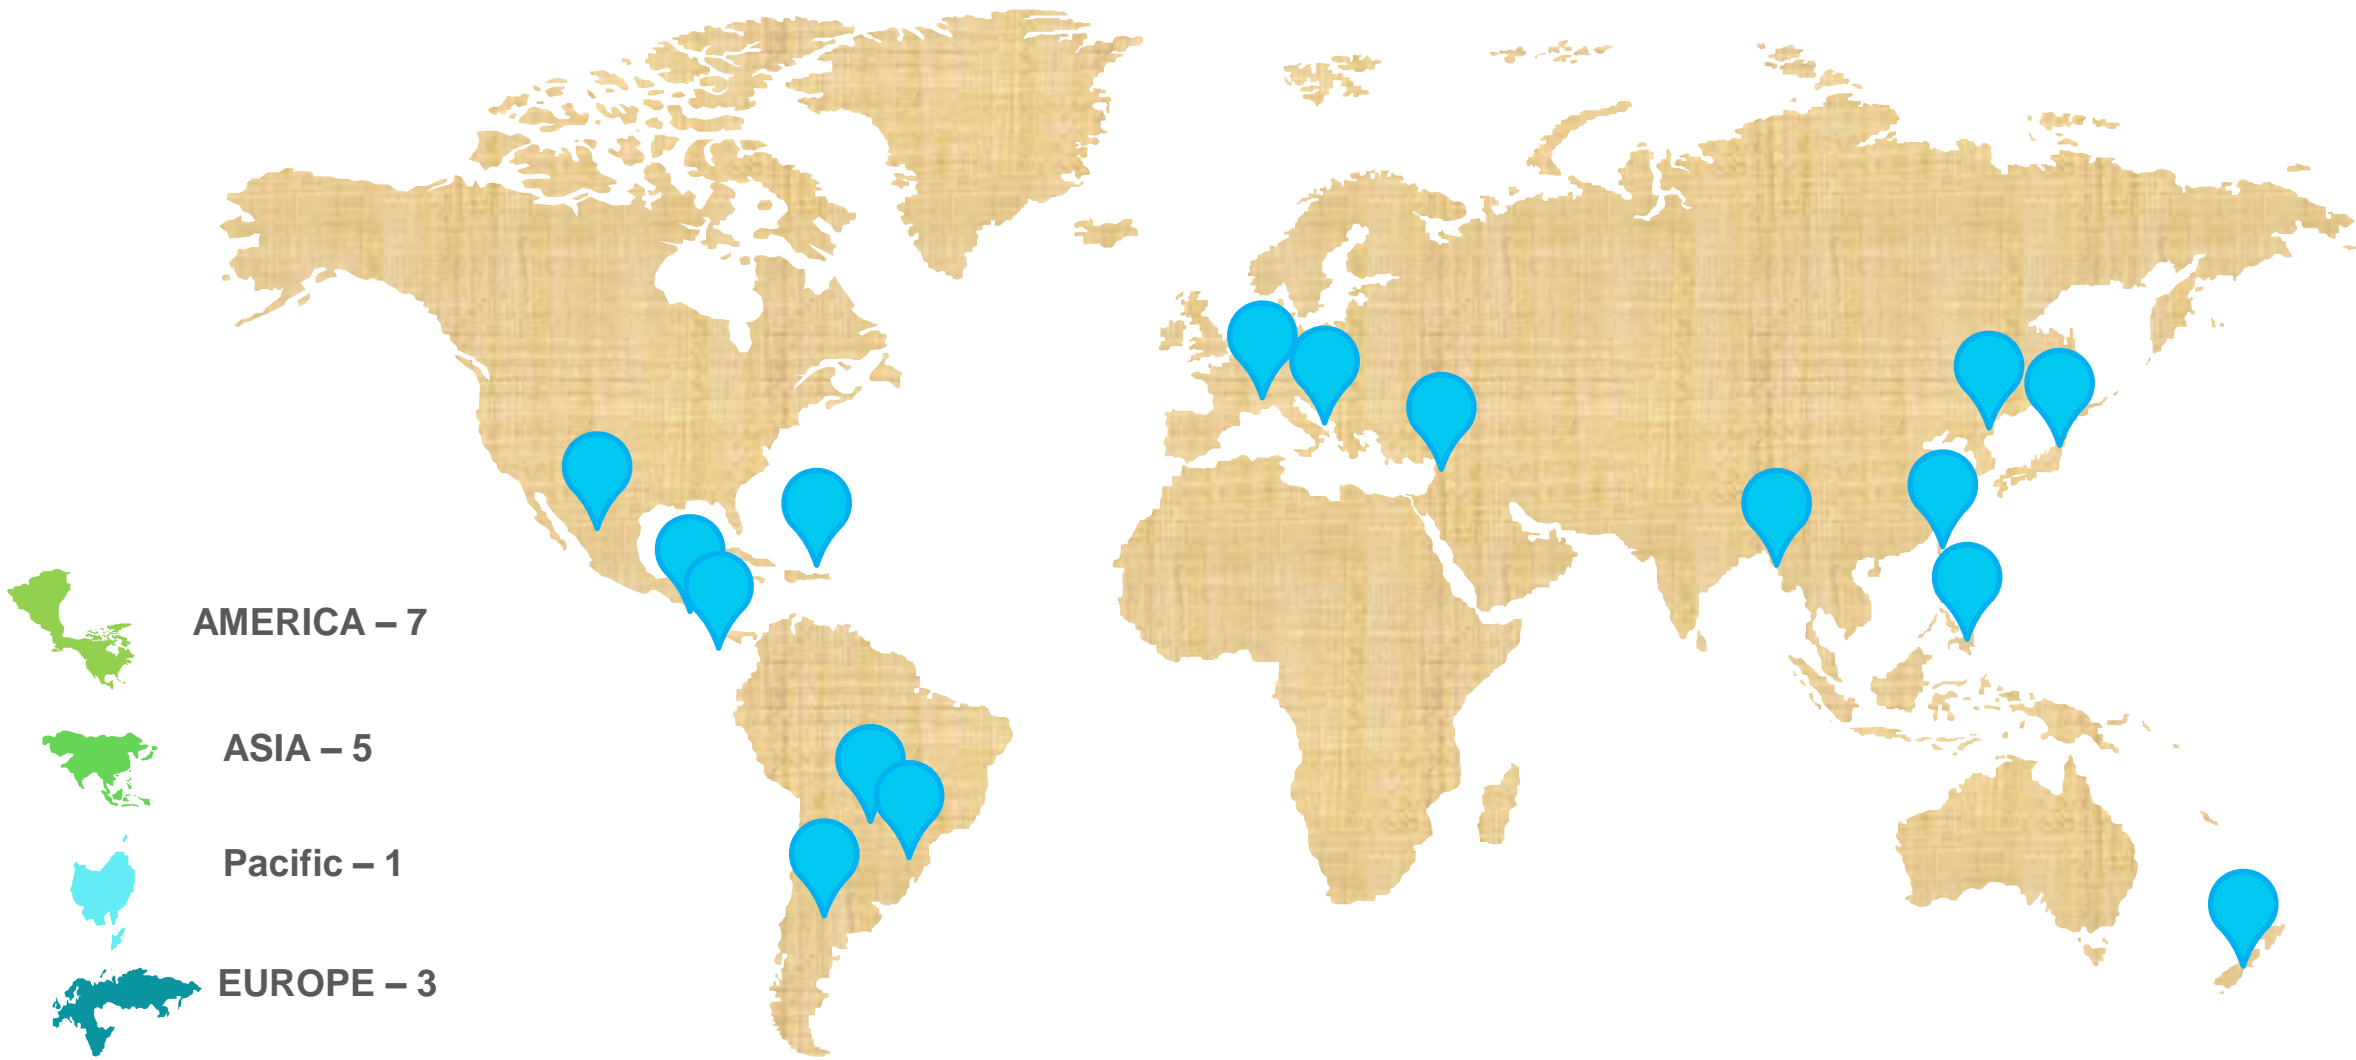 AMERICA – 7
ASIA – 5
Pacific – 1
EUROPE – 3